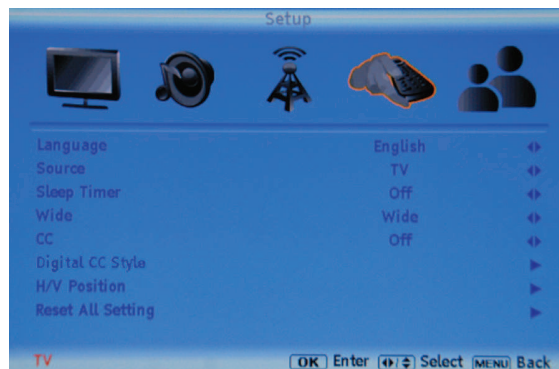 Setup
Language English
Source TV
Sleep Timer Off
Wide Wide
CC Off
Digital CC Style
H/V Position
Reset All Setting
TV OK Enter / Select MENU Back